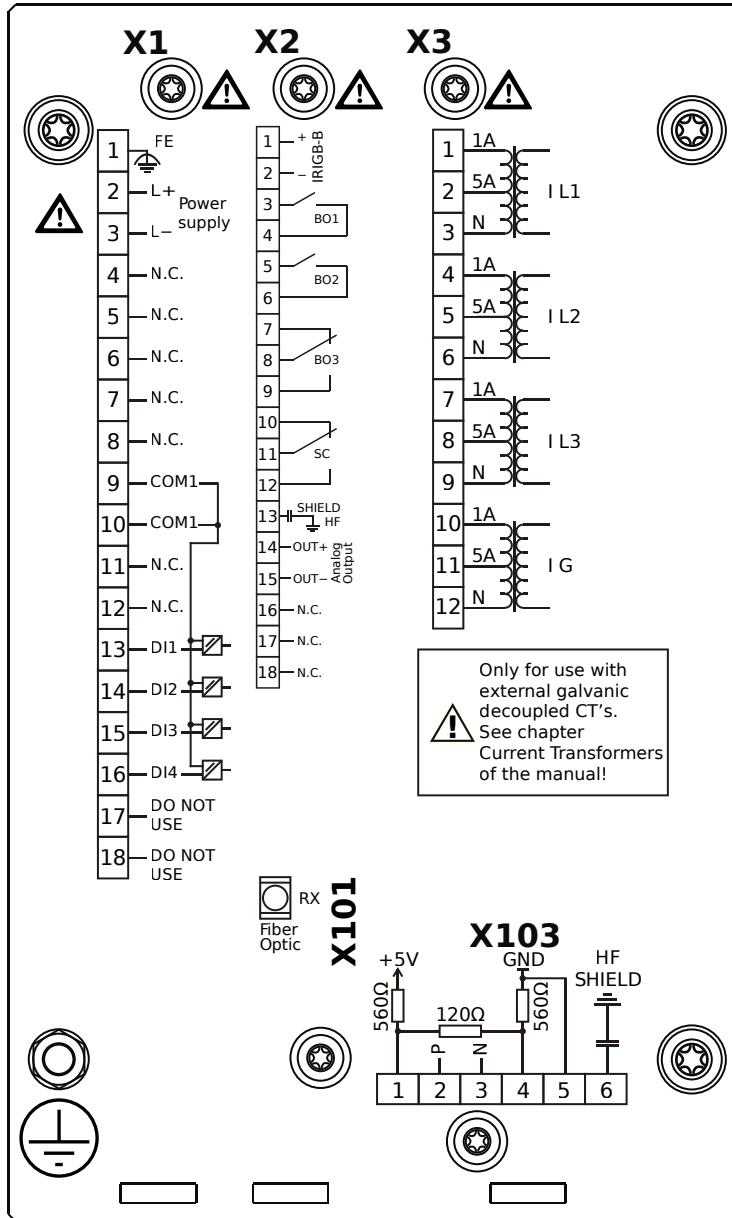 X1
1 FE
2 L+ Power
3 L− supply
4 N.C.
5 N.C.
6 N.C.
7 N.C.
8 N.C.
9 COM1
10 COM1
11 N.C.
12 N.C.
13 DI1
14 DI2
15 DI3
16 DI4
17 DO NOT
USE
18 DO NOT
USE
X2
1 +
2 −
IRIGB-B
3
BO1
4
5
BO2
6
7
8 BO3
9
10
11 SC
12
13 SHIELD
HF
14 OUT+
15 OUT−
Analog
Output
16 N.C.
17 N.C.
18 N.C.
X3
1 1A
2 5A I L1
3 N
4 1A
5 5A I L2
6 N
7 1A
8 5A I L3
9 N
10 1A
11 5A I G
12 N
Only for use with
external galvanic
decoupled CT's.
See chapter
Current Transformers
of the manual!
RX
Fiber
Optic
X101
X103
+5V GND HF
SHIELD
560Ω 120Ω 560Ω
P N
1 2 3 4 5 6